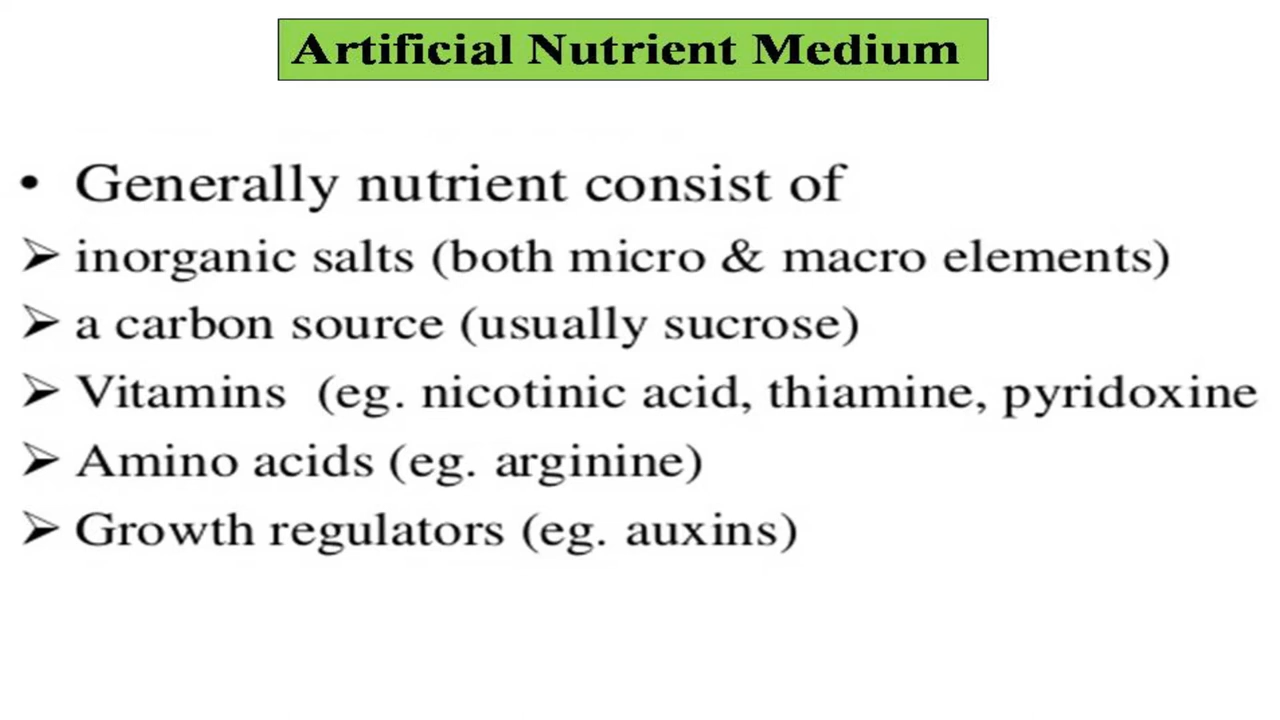 Artificial Nutrient Medium
• Generally nutrient consist of
➢ inorganic salts (both micro & macro elements)
➢ a carbon source (usually sucrose)
➢ Vitamins (eg. nicotinic acid, thiamine, pyridoxine
➢ Amino acids (eg. arginine)
➢ Growth regulators (eg. auxins)